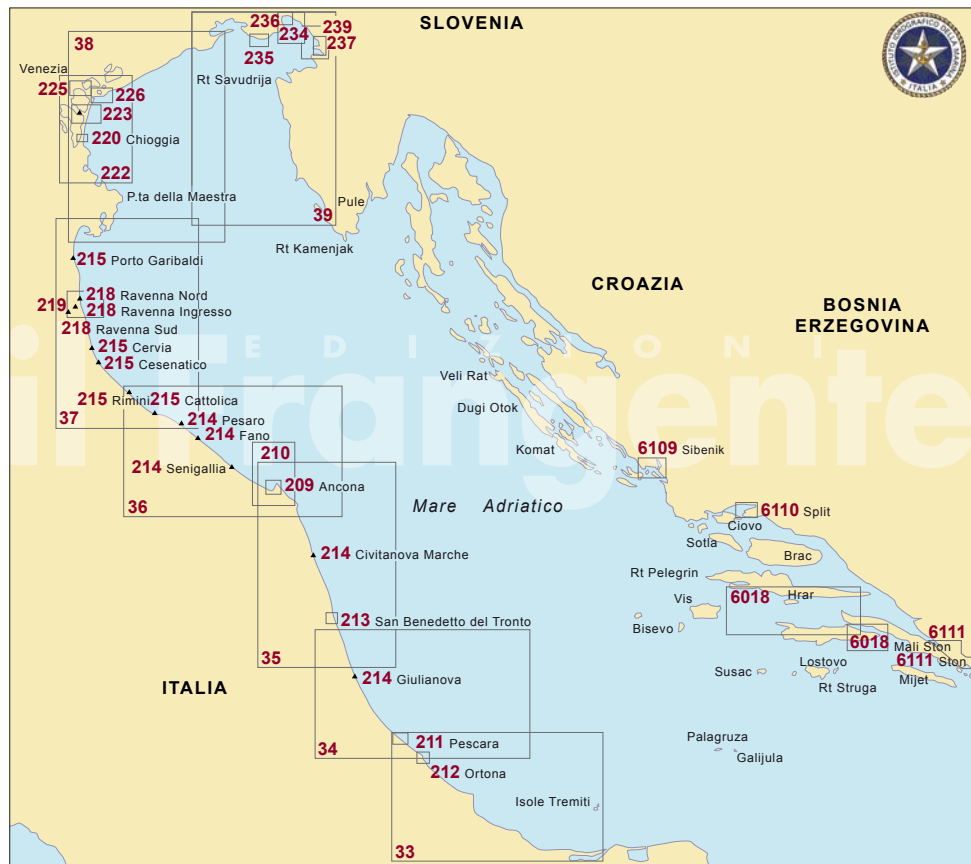 SLOVENIA
236
239
234
237
235
38
Venezia
Rt Savudrija
225
226
223
220 Chioggia
222
P.ta della Maestra
39
Pule
Rt Kamenjak
215 Porto Garibaldi
CROAZIA
BOSNIA
ERZEGOVINA
218 Ravenna Nord
219
218 Ravenna Ingresso
218 Ravenna Sud
215 Cervia
215 Cesenatico
EDIZIONI
il Frangente
Veli Rat
215 Rimini
215 Cattolica
Dugi Otok
214 Pesaro
37
214 Fano
Komat
6109 Sibenik
210
214 Senigallia
209 Ancona
36
Mare Adriatico
6110 Split
Ciovo
Sotla
Brac
214 Civitanova Marche
Rt Pelegrin
6018
Hrar
Vis
Bisevo
213 San Benedetto del Tronto
6018 Mali Ston
6111
6111 Ston
35
Susac
Lostovo
Mijet
Rt Struga
ITALIA
214 Giulianova
34
211 Pescara
Palagruza
Galijula
212 Ortona
Isole Tremiti
33
ISTITUTO IDROGRAFICO DELLA MARINA
ITALIA